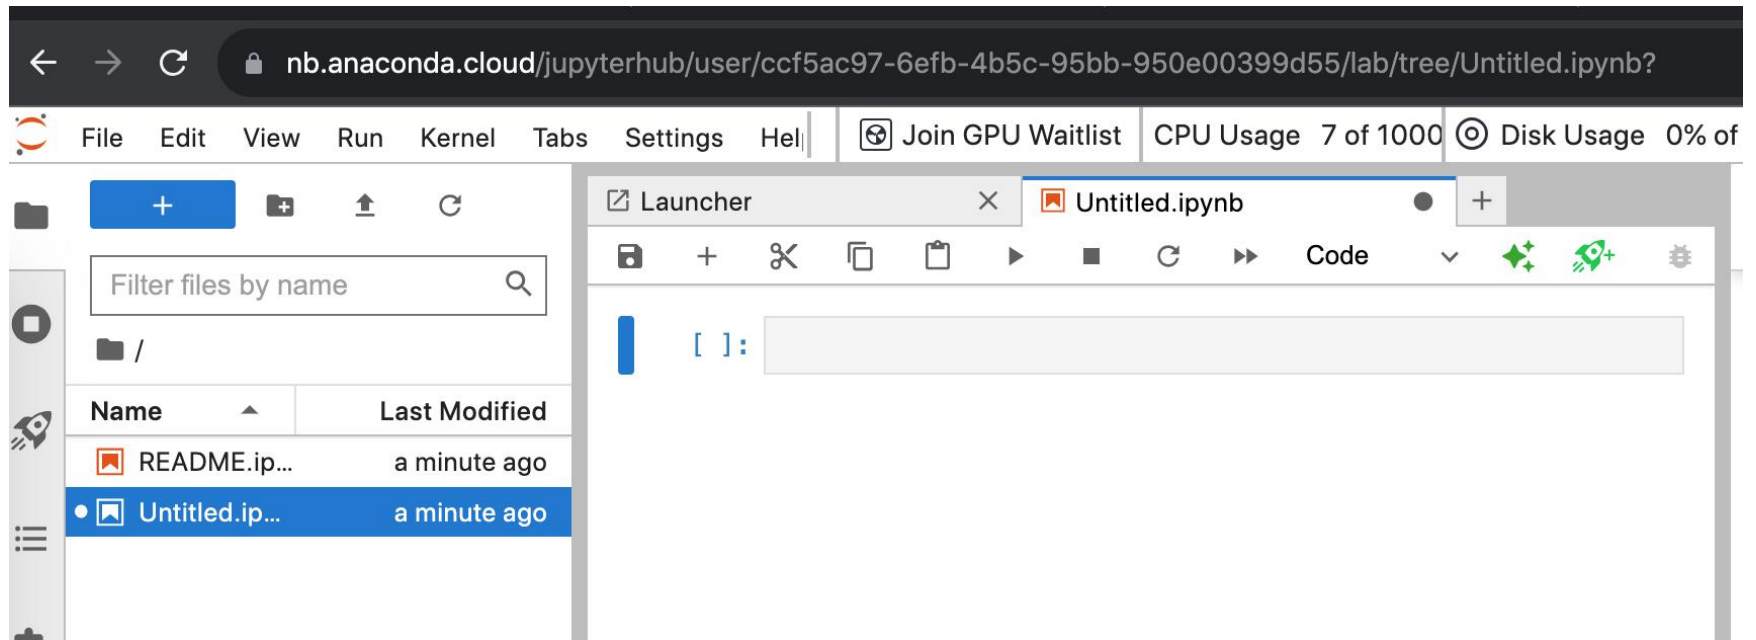 nb.anaconda.cloud/jupyterhub/user/ccf5ac97-6efb-4b5c-95bb-950e00399d55/lab/tree/Untitled.ipynb?
File Edit View Run Kernel Tabs Settings Hel Join GPU Waitlist CPU Usage 7 of 1000 Disk Usage 0% of
Launcher Untitled.ipynb
Code
Filter files by name
[ ]:
/
Name Last Modified
README.ip... a minute ago
Untitled.ip... a minute ago